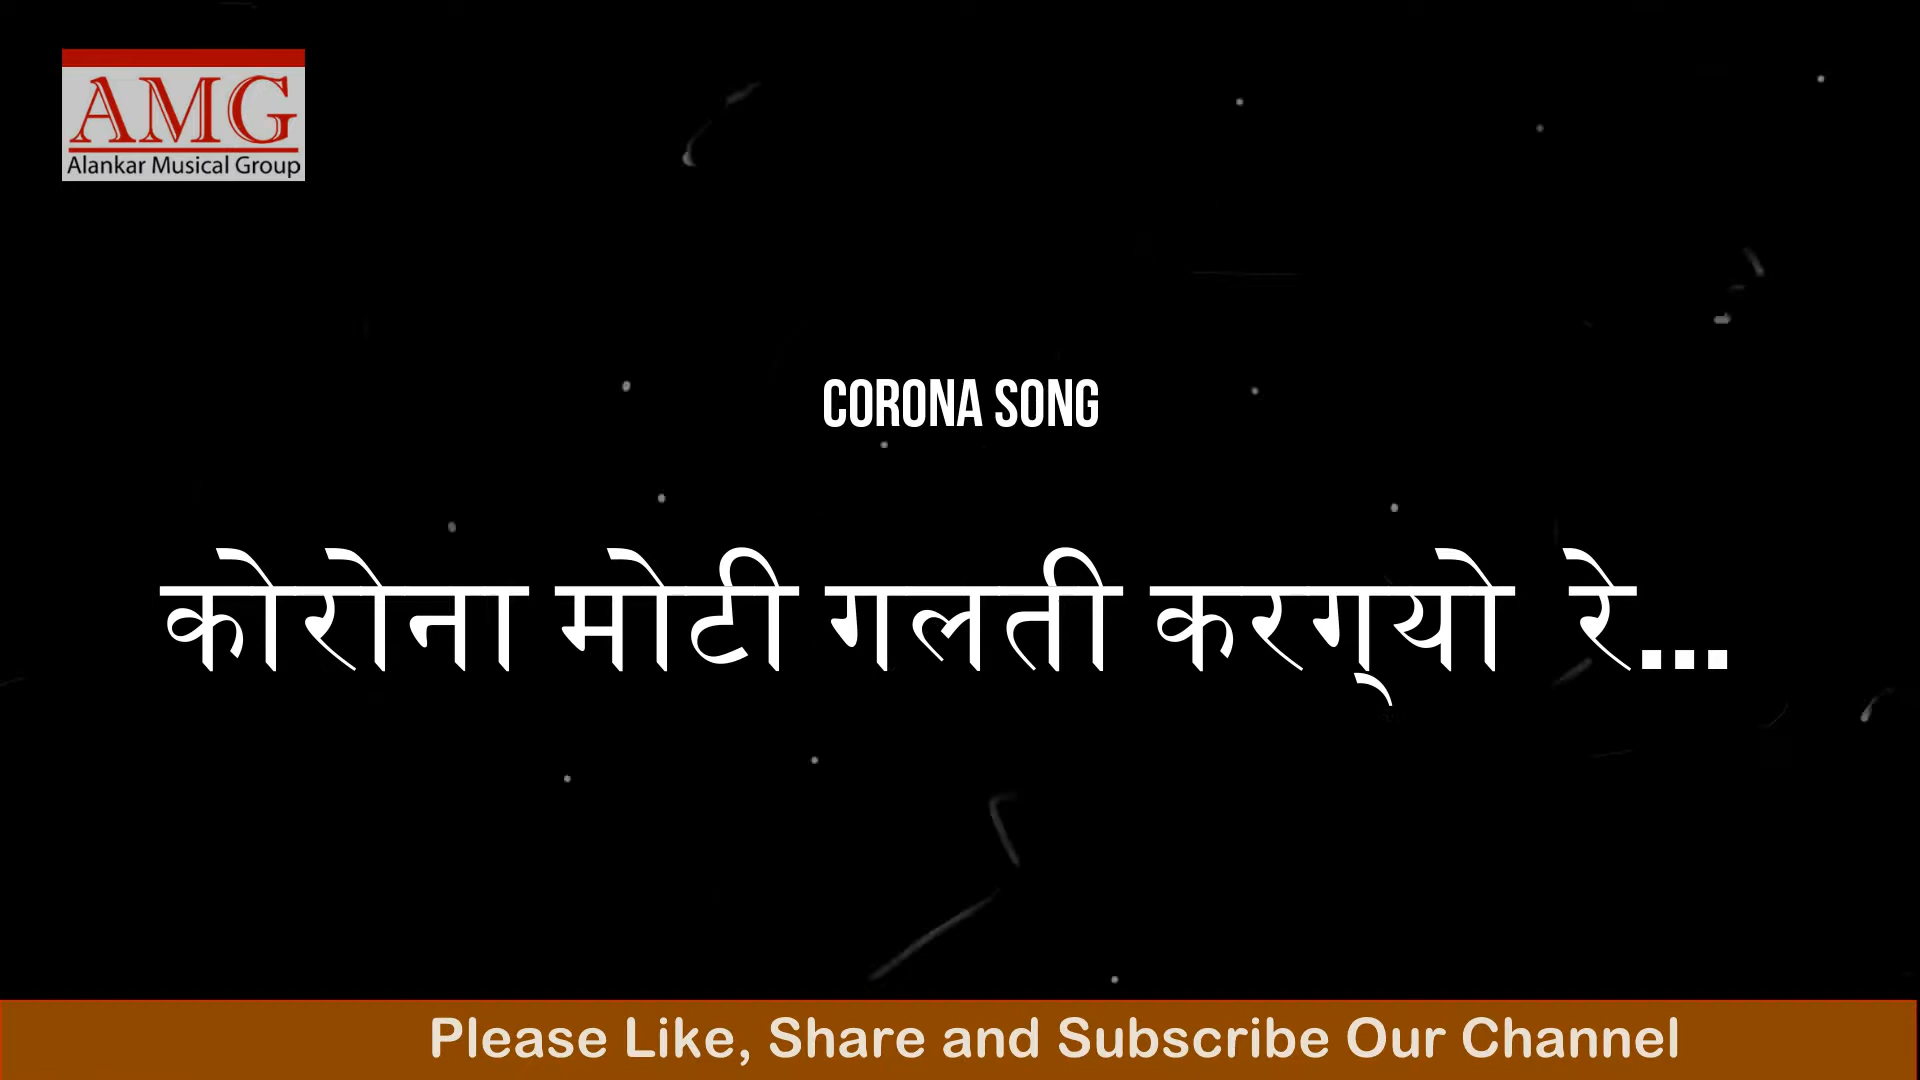 AMG
Alankar Musical Group
CORONA SONG
कोरोना मोटी गलती करग्‌यो रे...
Please Like, Share and Subscribe Our Channel